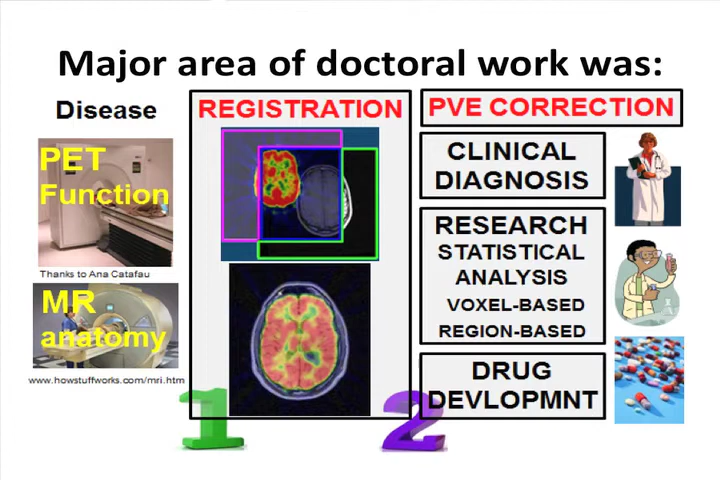 Major area of doctoral work was:
Disease
PET
Function
Thanks to Ana Catafau
MR
anatomy
www.howstuffworks.com/mri.htm
REGISTRATION
1
PVE CORRECTION
CLINICAL
DIAGNOSIS
RESEARCH
STATISTICAL
ANALYSIS
VOXEL-BASED
REGION-BASED
DRUG
DEVLOPMNT
2